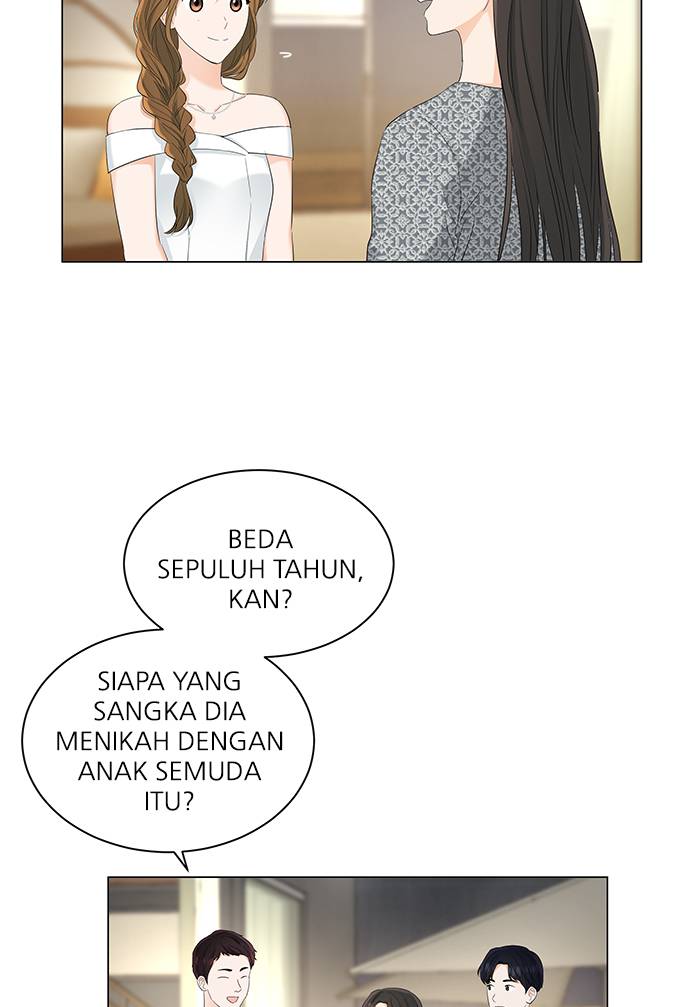 BEDA
SEPULUH TAHUN,
KAN?
SIAPA YANG
SANGKA DIA
MENIKAH DENGAN
ANAK SEMUDA
ITU?